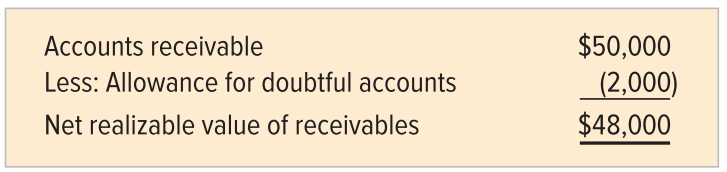 Accounts receivable $50,000
Less: Allowance for doubtful accounts (2,000)
Net realizable value of receivables $48,000